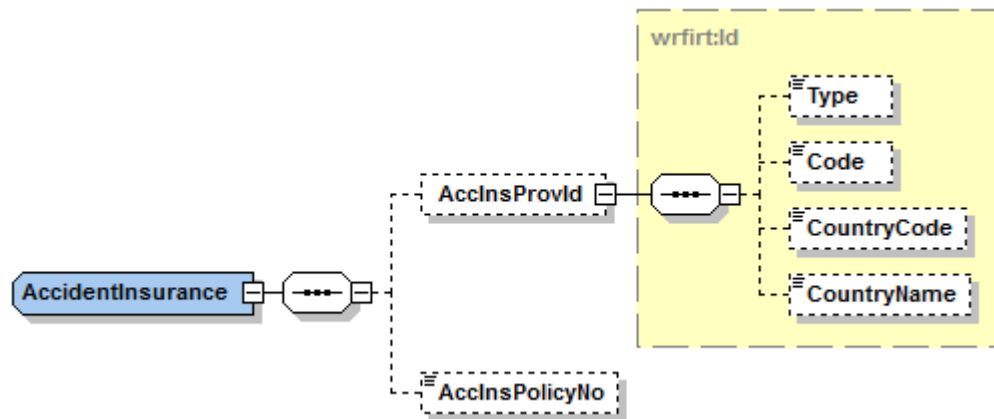 wrfirt:Id
Type
Code
AccInsProvId
CountryCode
AccidentInsurance
CountryName
AccInsPolicyNo